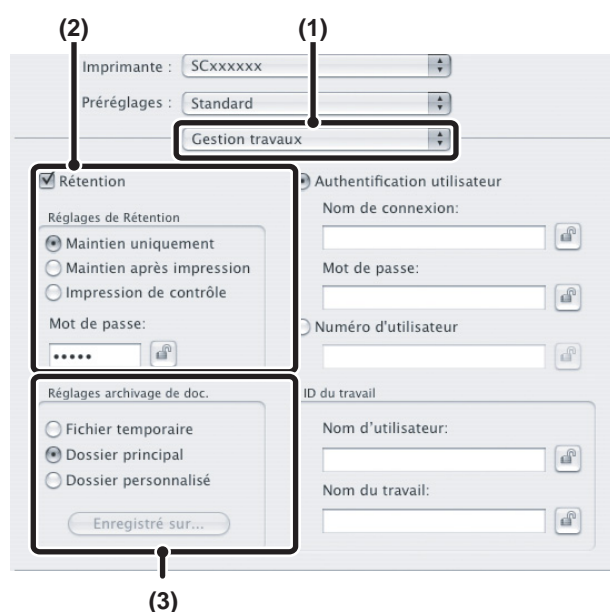 (2)
(1)
Imprimante : SCxxxxxx
Préréglages : Standard
Gestion travaux
Rétention
Réglages de Rétention
Maintien uniquement
Maintien après impression
Impression de contrôle
Mot de passe:
•••••
Réglages archivage de doc.
Fichier temporaire
Dossier principal
Dossier personnalisé
Enregistré sur...
Authentification utilisateur
Nom de connexion:
Mot de passe:
Numéro d'utilisateur
ID du travail
Nom d'utilisateur:
Nom du travail:
(3)